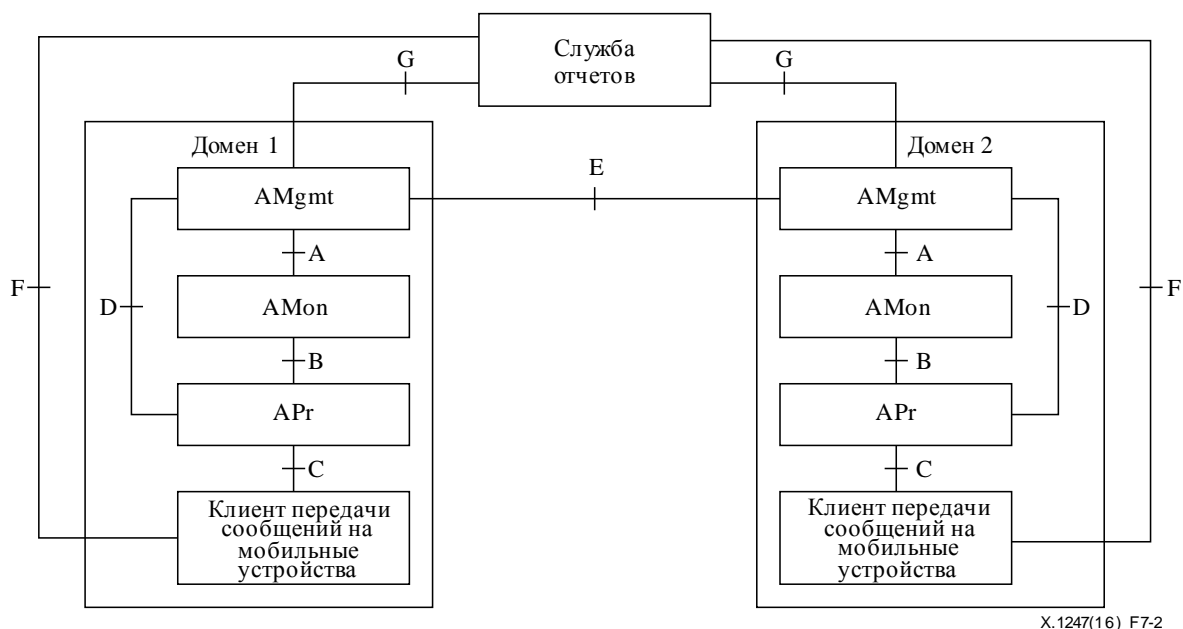 Служба
отчетов
G
G
Домен 1
Домен 2
E
AMgmt
AMgmt
A
A
F
D
AMon
AMon
D
F
B
B
APr
APr
C
C
Клиент передачи
сообщений на
мобильные
устройства
Клиент передачи
сообщений на
мобильные
устройства
X.1247(16)_F7-2